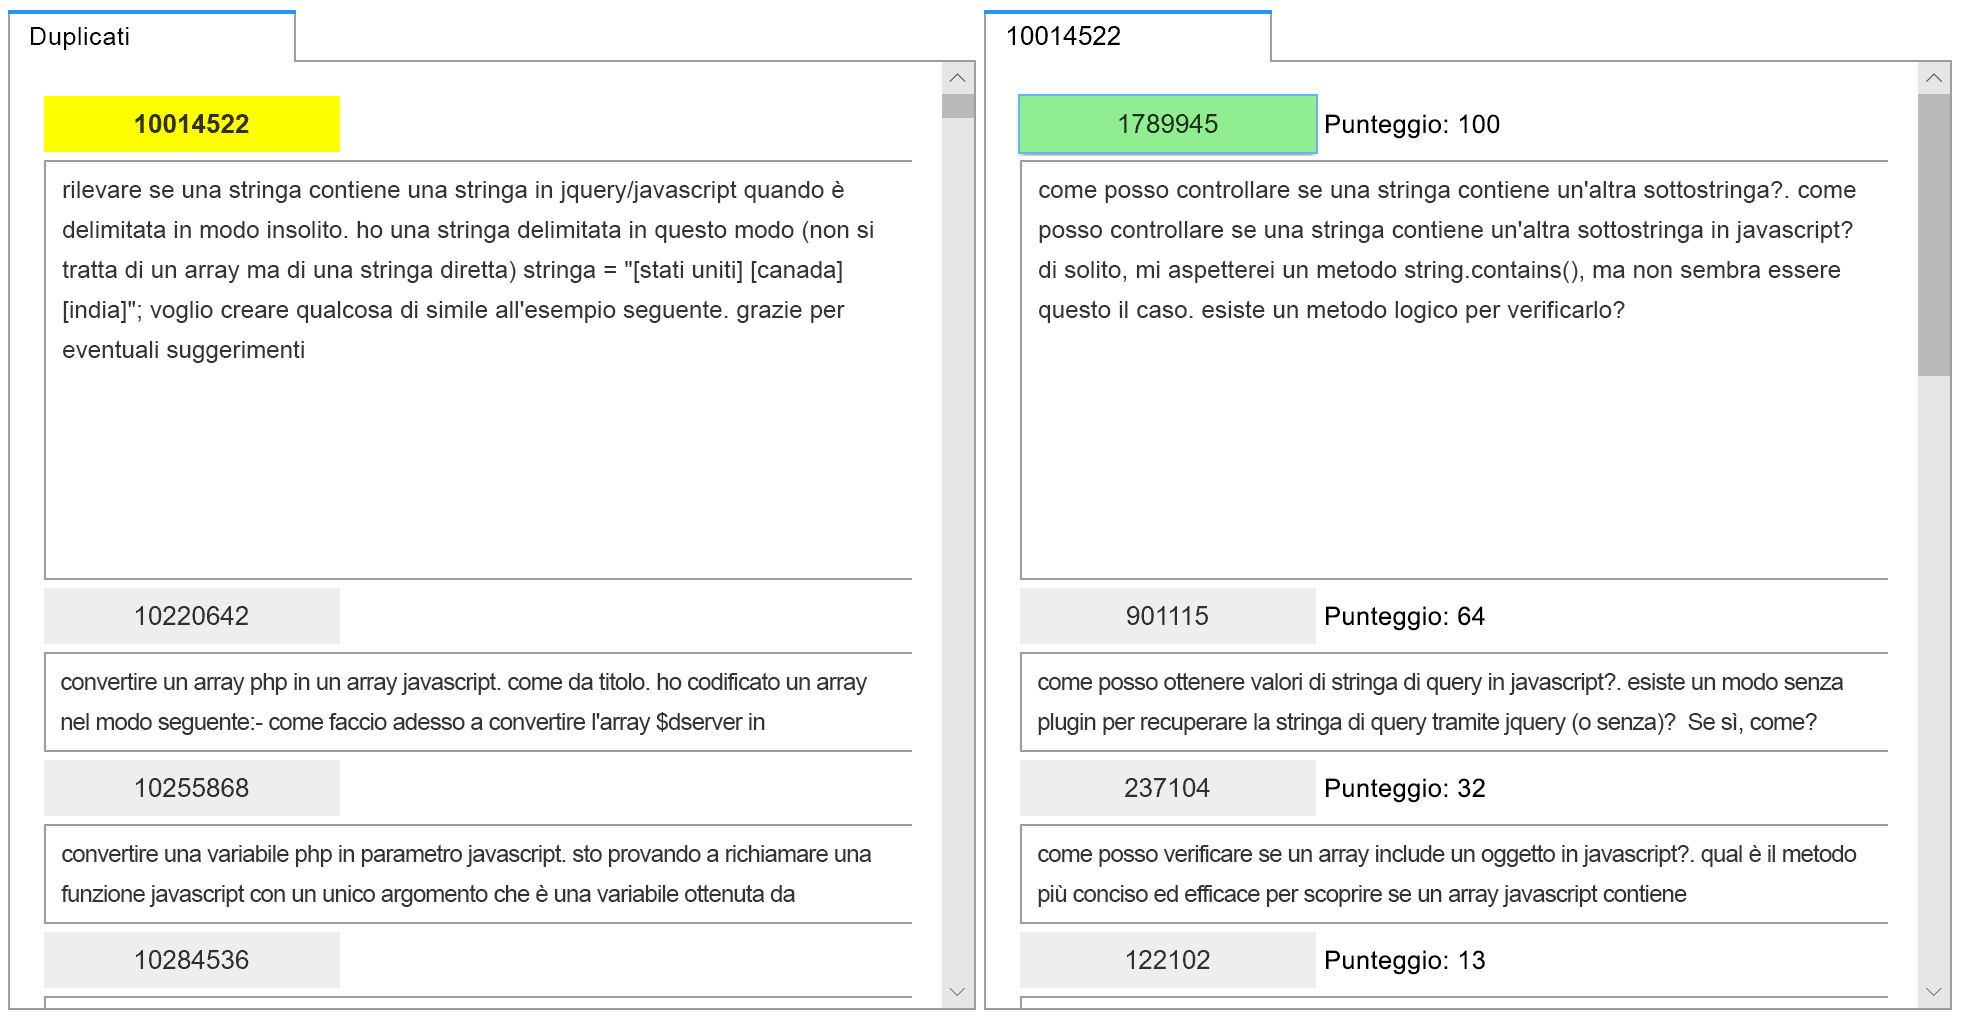 Duplicati
10014522
rilevare se una stringa contiene una stringa in jquery/javascript quando è
delimitata in modo insolito. ho una stringa delimitata in questo modo (non si
tratta di un array ma di una stringa diretta) stringa = "[stati uniti] [canada]
[india]"; voglio creare qualcosa di simile all'esempio seguente. grazie per
eventuali suggerimenti
10220642
convertire un array php in un array javascript. come da titolo. ho codificato un array
nel modo seguente:- come faccio adesso a convertire l'array $dserver in
10255868
convertire una variabile php in parametro javascript. sto provando a richiamare una
funzione javascript con un unico argomento che è una variabile ottenuta da
10284536
10014522
1789945 Punteggio: 100
come posso controllare se una stringa contiene un'altra sottostringa?. come
posso controllare se una stringa contiene un'altra sottostringa in javascript?
di solito, mi aspetterei un metodo string.contains(), ma non sembra essere
questo il caso. esiste un metodo logico per verificarlo?
901115 Punteggio: 64
come posso ottenere valori di stringa di query in javascript?. esiste un modo senza
plugin per recuperare la stringa di query tramite jquery (o senza)?  Se sì, come?
237104 Punteggio: 32
come posso verificare se un array include un oggetto in javascript?. qual è il metodo
più conciso ed efficace per scoprire se un array javascript contiene
122102 Punteggio: 13